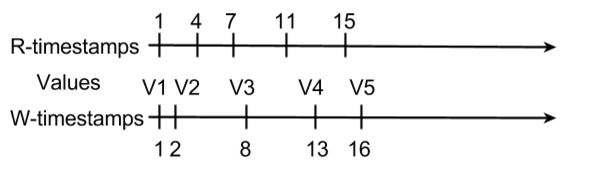 1 4 7 11 15
R-timestamps
Values V1 V2 V3 V4 V5
W-timestamps
1 2 8 13 16